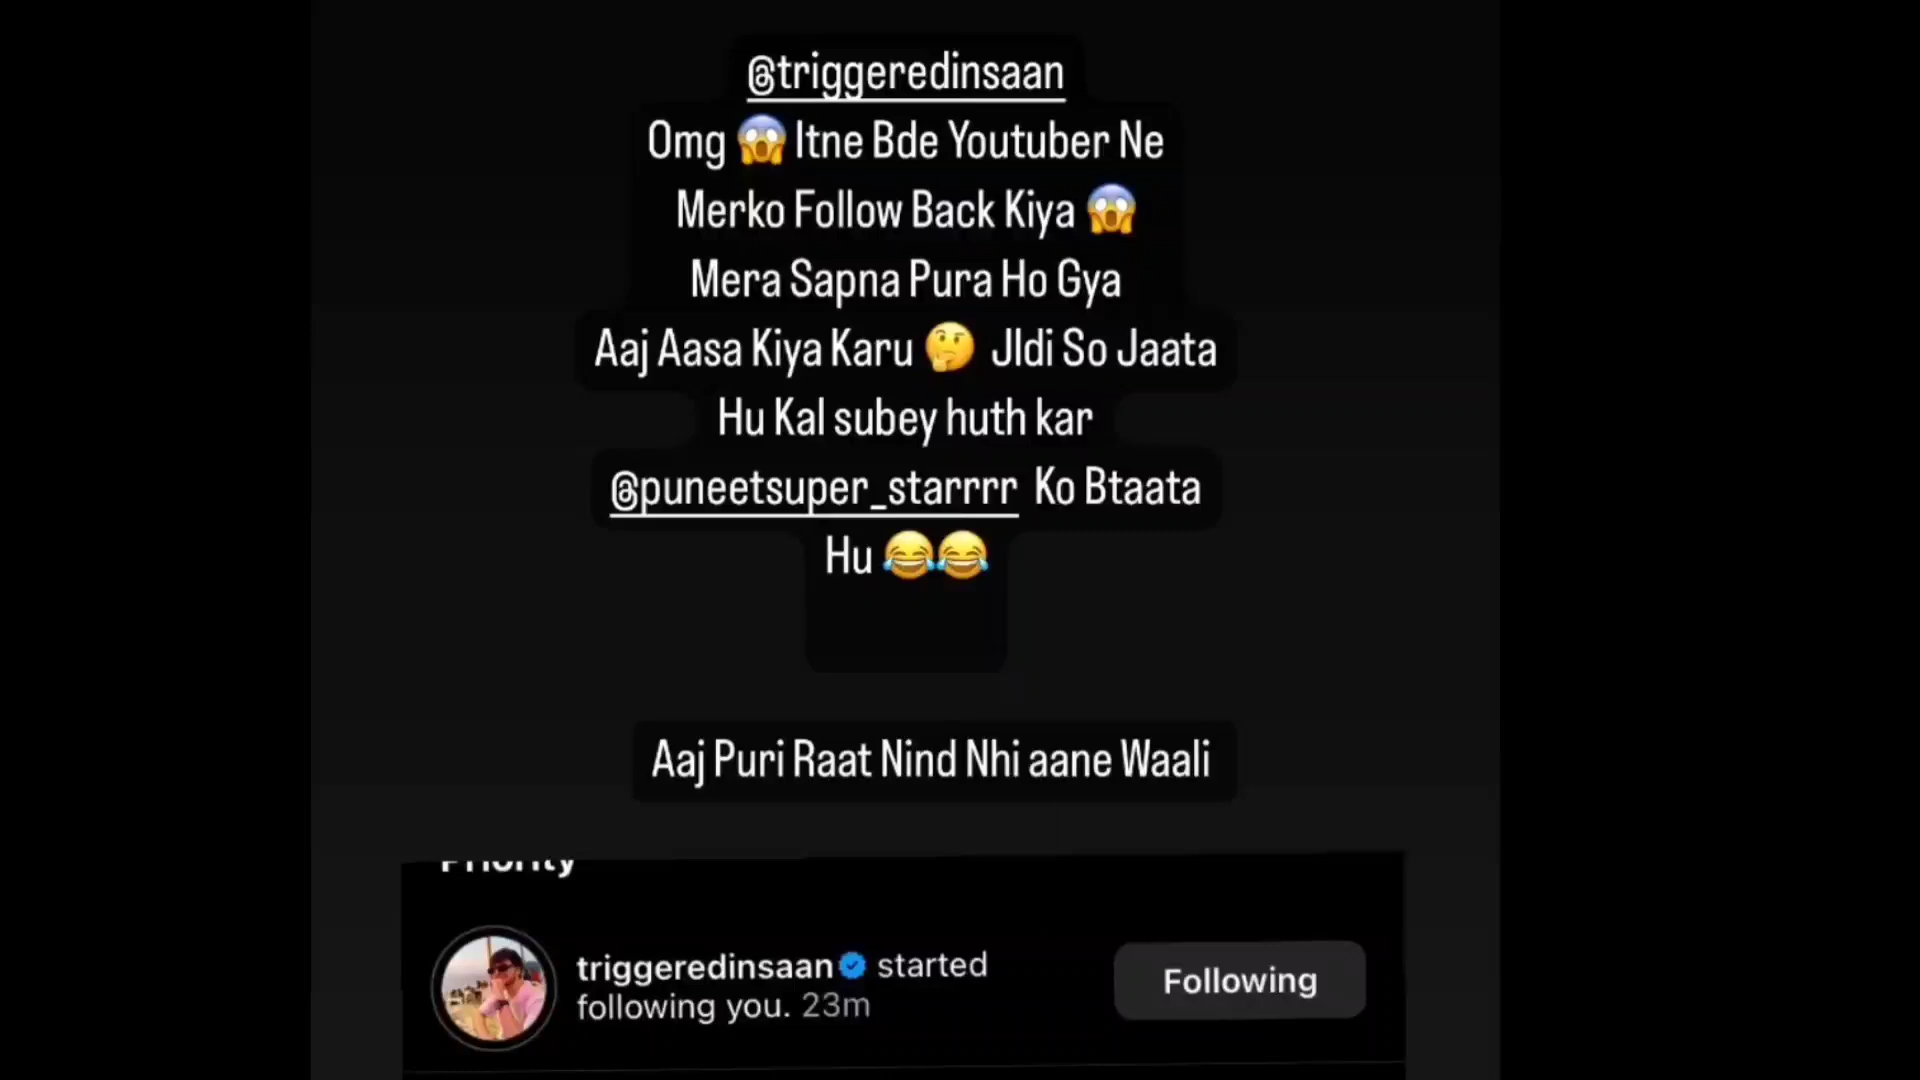 @triggeredinsaan
Omg 😱 Itne Bde Youtuber Ne
Merko Follow Back Kiya 😱
Mera Sapna Pura Ho Gya
Aaj Aasa Kiya Karu 🤔 Jldi So Jaata
Hu Kal subey huth kar
@puneetsuper_starrrr Ko Btaata
Hu 😂😂
Aaj Puri Raat Nind Nhi aane Waali
Priority
triggeredinsaan started
following you. 23m
Following